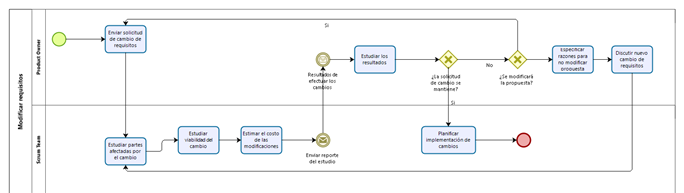 Modificar requisitos
Product Owner
Enviar solicitud
de cambio de
requisitos
Si
Resultados de
efectuar los
cambios
Estudiar los
resultados
¿La solicitud
de cambio se
mantiene?
No
¿Se modificará
la propuesta?
Especificar
razones para
no modificar
propuesta
Discutir nuevo
cambio de
requisitos
Scrum Team
Estudiar partes
afectadas por
el cambio
Estudiar
viabilidad del
cambio
Estimar el costo
de las
modificaciones
Enviar reporte
del estudio
Si
Planificar
implementación de
cambios